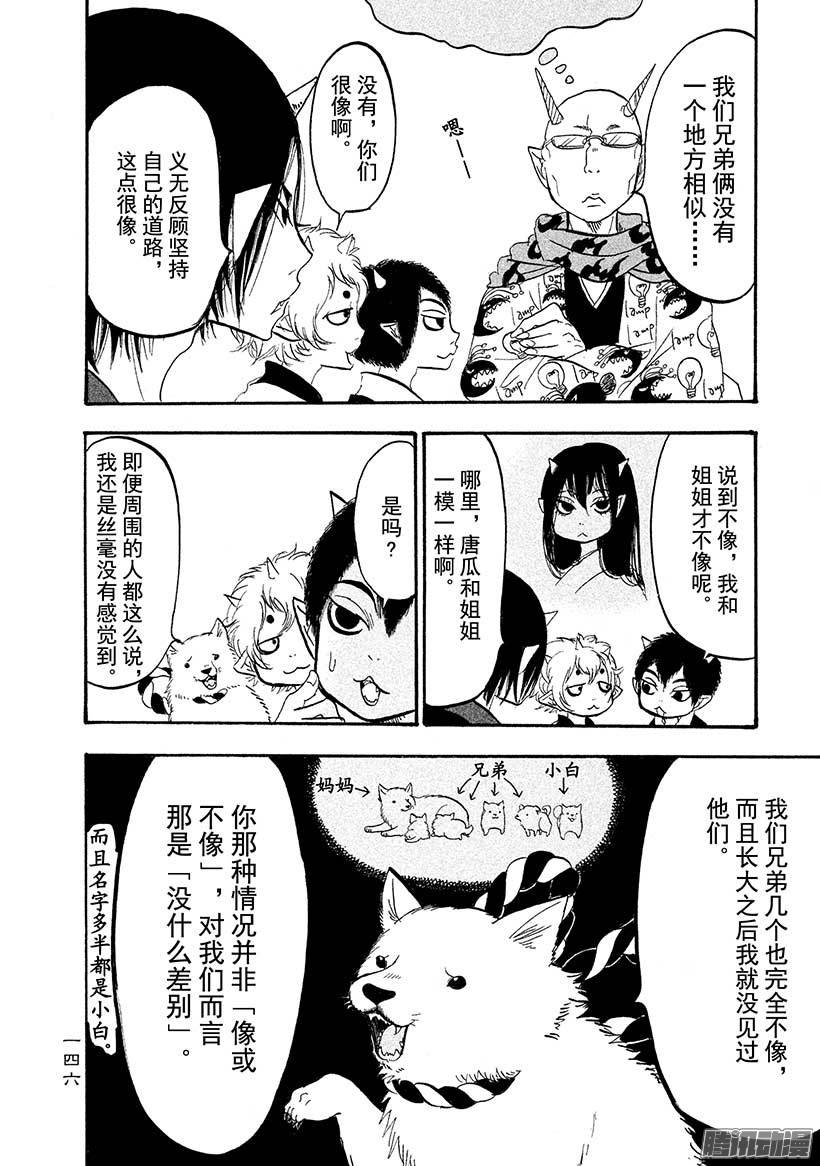 我们兄弟俩没有
一个地方相似……
嗯——
没有，你们
很像啊。
义无反顾坚持
自己的道路，
这点很像。
说到不像，我和
姐姐才不像呢。
哪里，唐瓜和姐姐
一模一样啊。
是吗？
即便周围的人都这么说，
我还是丝毫没有感觉到。
我们兄弟几个也完全不像，
而且长大之后我就没见过
他们。
小白
兄弟
妈妈
你那种情况并非「像或
不像」，对我们而言
那是「没什么差别」。
而且名字多半都是小白。
一四六
腾讯动漫